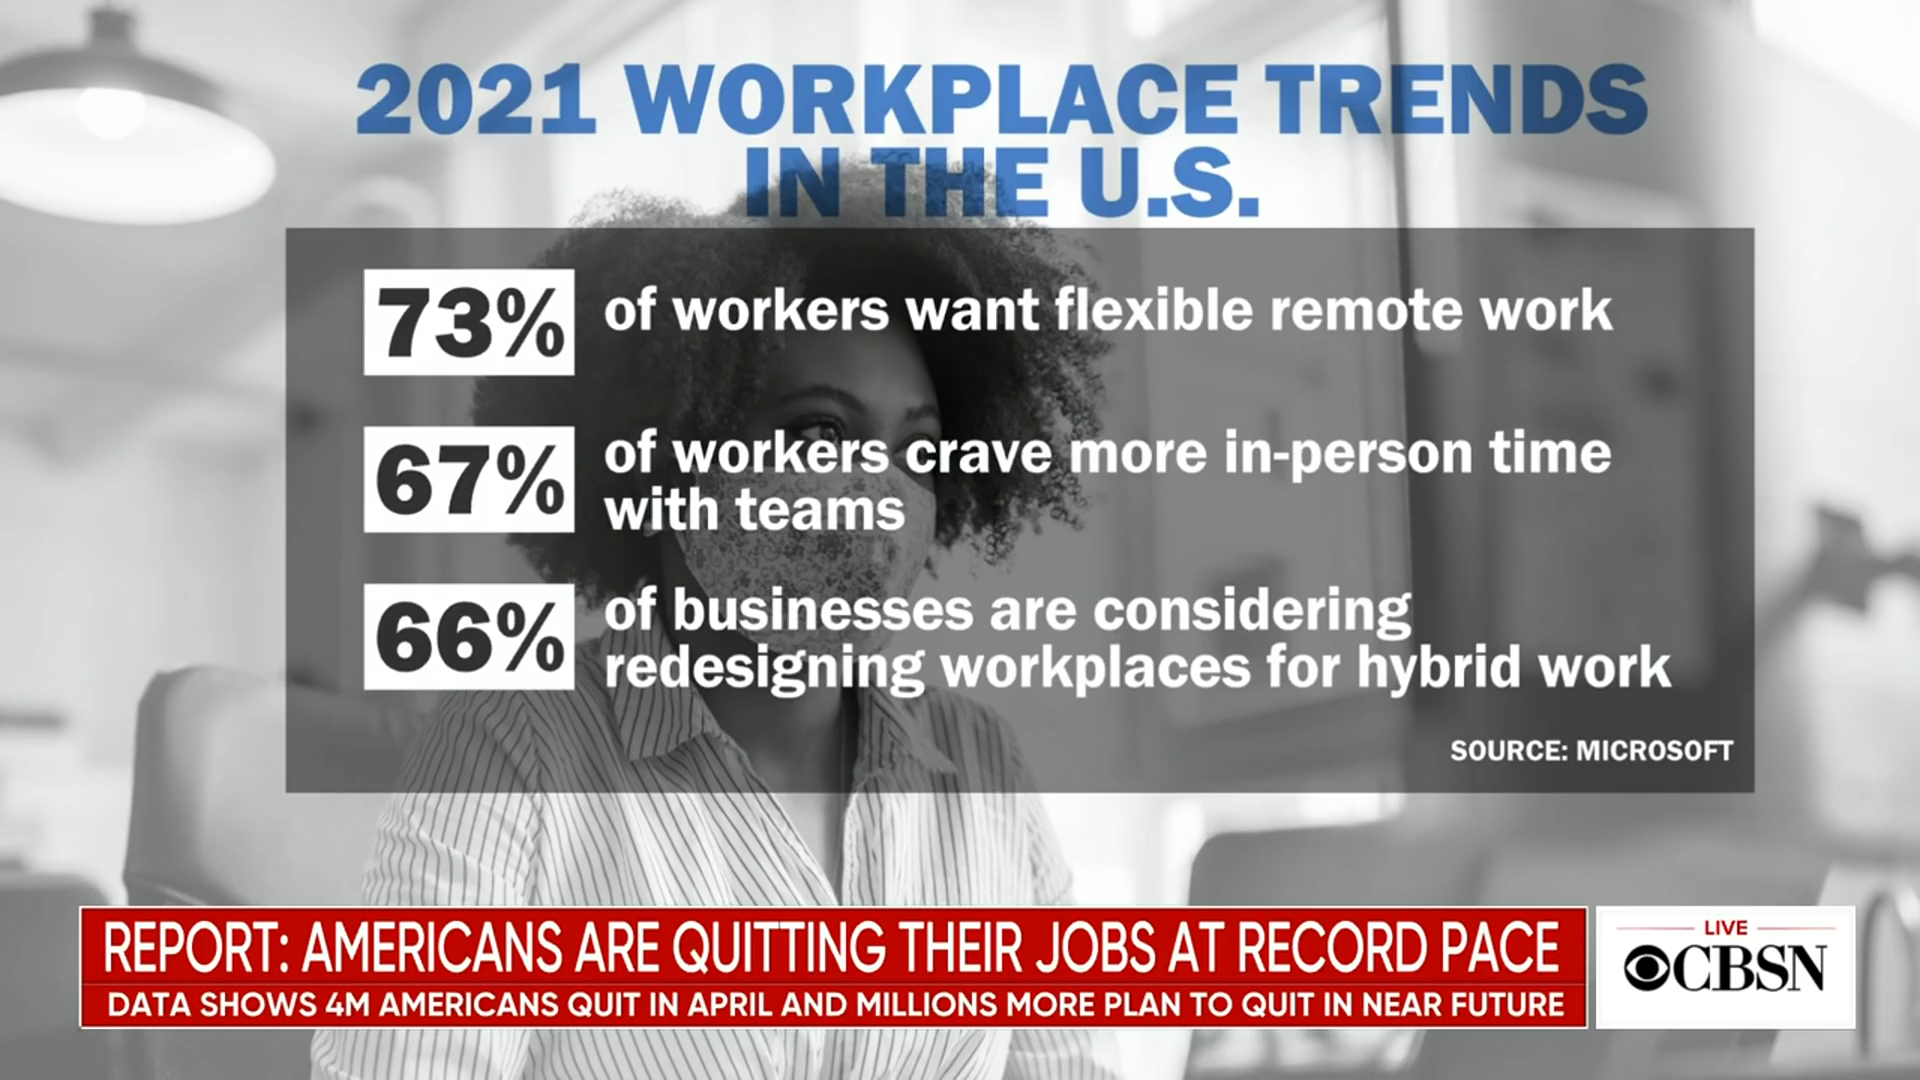 2021 WORKPLACE TRENDS
IN THE U.S.
73% of workers want flexible remote work
67% of workers crave more in-person time
with teams
66% of businesses are considering
redesigning workplaces for hybrid work
SOURCE: MICROSOFT
REPORT: AMERICANS ARE QUITTING THEIR JOBS AT RECORD PACE
DATA SHOWS 4M AMERICANS QUIT IN APRIL AND MILLIONS MORE PLAN TO QUIT IN NEAR FUTURE
LIVE
CBSN